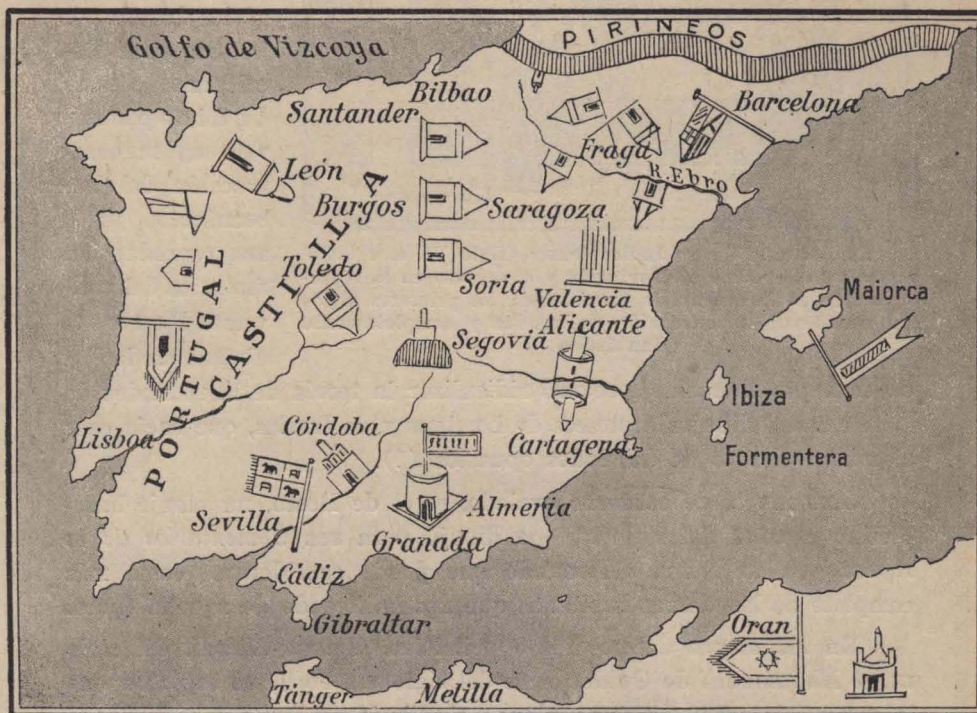 PIRINEOS
Golfo de Vizcaya
Bilbao
Santander
Barcelona
Fraga
León
R. Ebro
Burgos
Saragoza
PORTUGAL
CASTILLA
Toledo
Soria
Valencia
Maiorca
Segovia
Alicante
Ibiza
Lisboa
Córdoba
Cartagena
Formentera
Sevilla
Almeria
Granada
Cádiz
Gibraltar
Oran
Tánger
Melilla